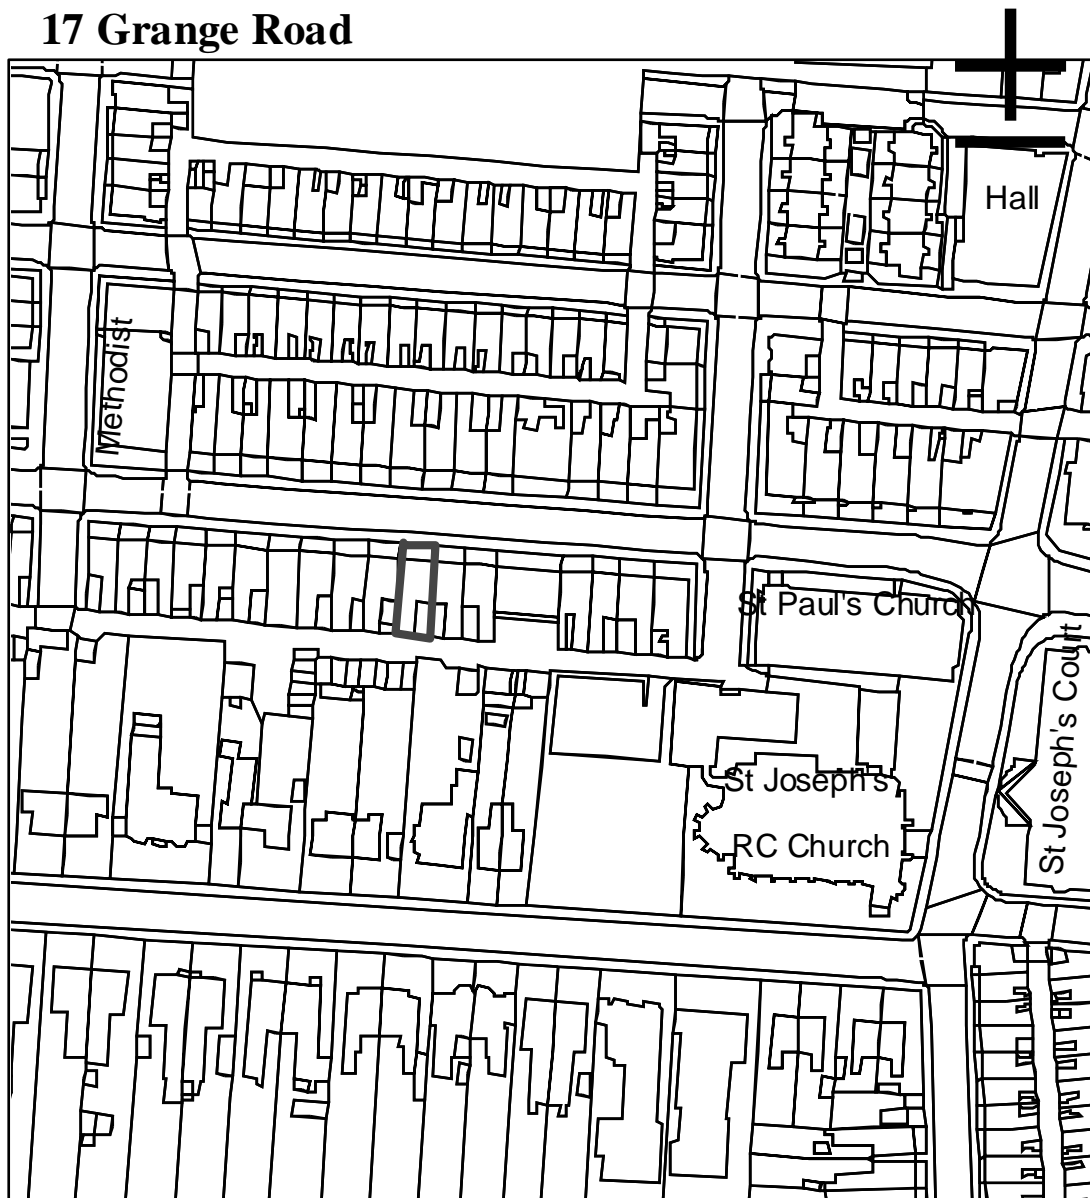 17 Grange Road
Hall
Methodist
St Paul's Church
St Joseph's Court
St Joseph's
RC Church